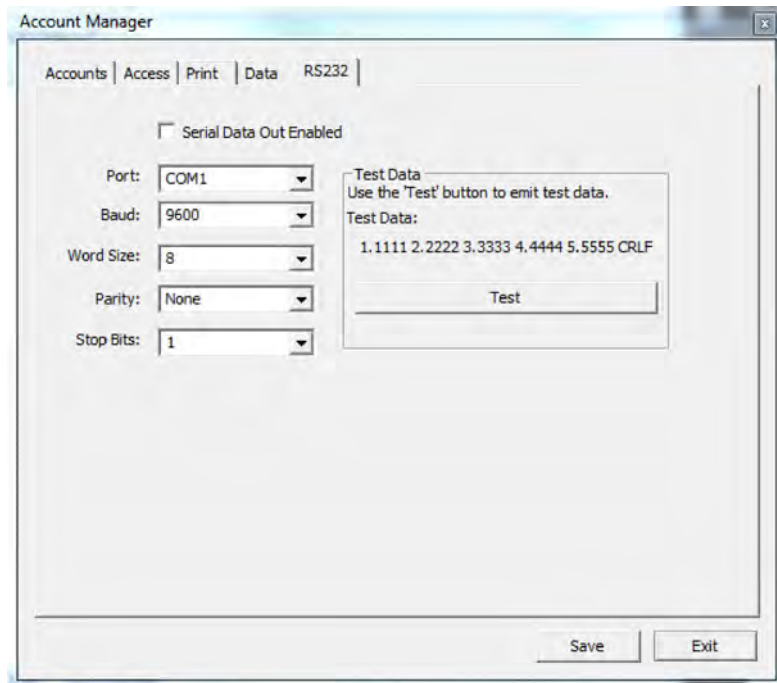 Account Manager
x
Accounts Access Print Data RS232
Serial Data Out Enabled
Port: COM1
Baud: 9600
Word Size: 8
Parity: None
Stop Bits: 1
Test Data
Use the 'Test' button to emit test data.
Test Data:
1.1111 2.2222 3.3333 4.4444 5.5555 CRLF
Test
Save Exit